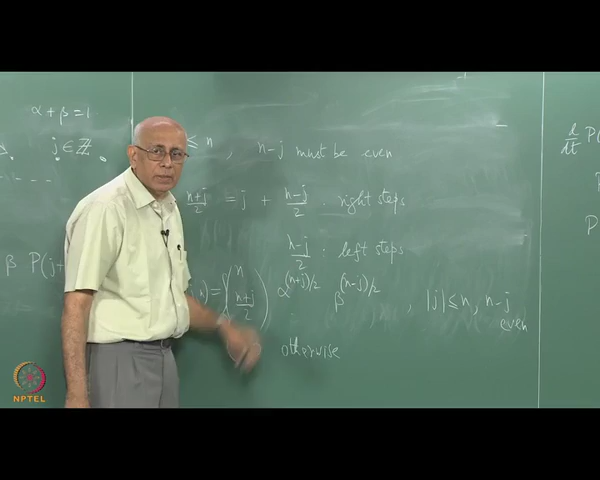 α + β = 1
j ∈ ℤ.
≤ n , n-j must be even
n+j/2 = j + n-j/2 . right steps
n-j/2 . left steps
β P(j+
) = (n n+j/2) α^(n+j)/2 β^(n-j)/2 , |j| ≤ n, n-j even
otherwise
d/dt P(
P
NPTEL